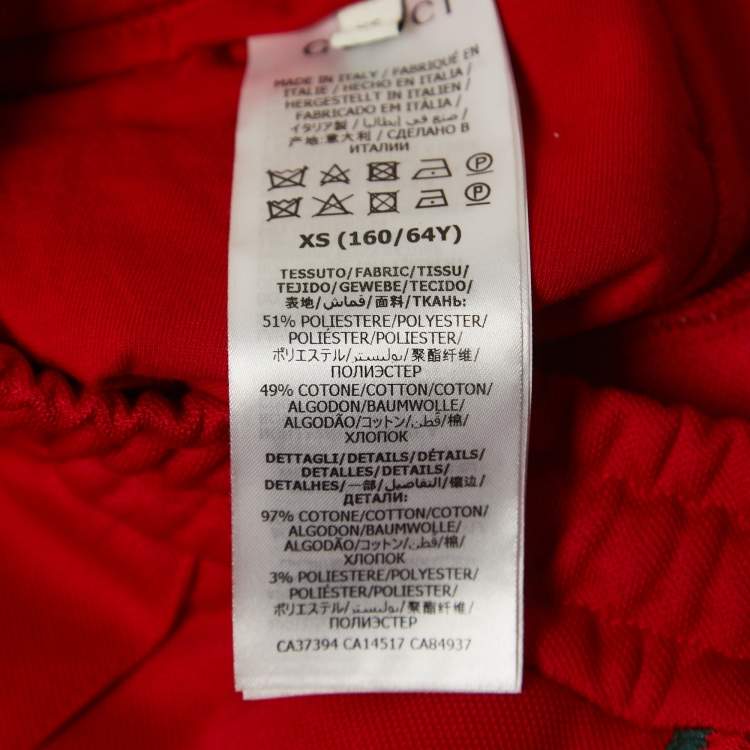 MADE IN ITALY / FABRIQUÉ EN
ITALIE / HECHO EN ITALIA /
HERGESTELLT IN ITALIEN /
FABRICADO EM ITÁLIA /
イタリア製 / صنع في إيطاليا /
产地:意大利 / СДЕЛАНО В
ИТАЛИИ
XS (160/64Y)
TESSUTO/FABRIC/TISSU/
TEJIDO/GEWEBE/TECIDO/
表地/قماش/面料/ТКАНЬ:
51% POLIESTERE/POLYESTER/
POLIÉSTER/POLIESTER/
ポリエステル/بوليستر/聚酯纤维/
ПОЛИЭСТЕР
49% COTONE/COTTON/COTON/
ALGODON/BAUMWOLLE/
ALGODÃO/コットン/قطن/棉/
ХЛОПОК
DETTAGLI/DETAILS/DÉTAILS/
DETALLES/DETAILS/
DETALHES/一部/التفاصيل/镶边/
ДЕТАЛИ:
97% COTONE/COTTON/COTON/
ALGODON/BAUMWOLLE/
ALGODÃO/コットン/قطن/棉/
ХЛОПОК
3% POLIESTERE/POLYESTER/
POLIÉSTER/POLIESTER/
ポリエステル/بوليستر/聚酯纤维/
ПОЛИЭСТЕР
CA37394 CA14517 CA84937